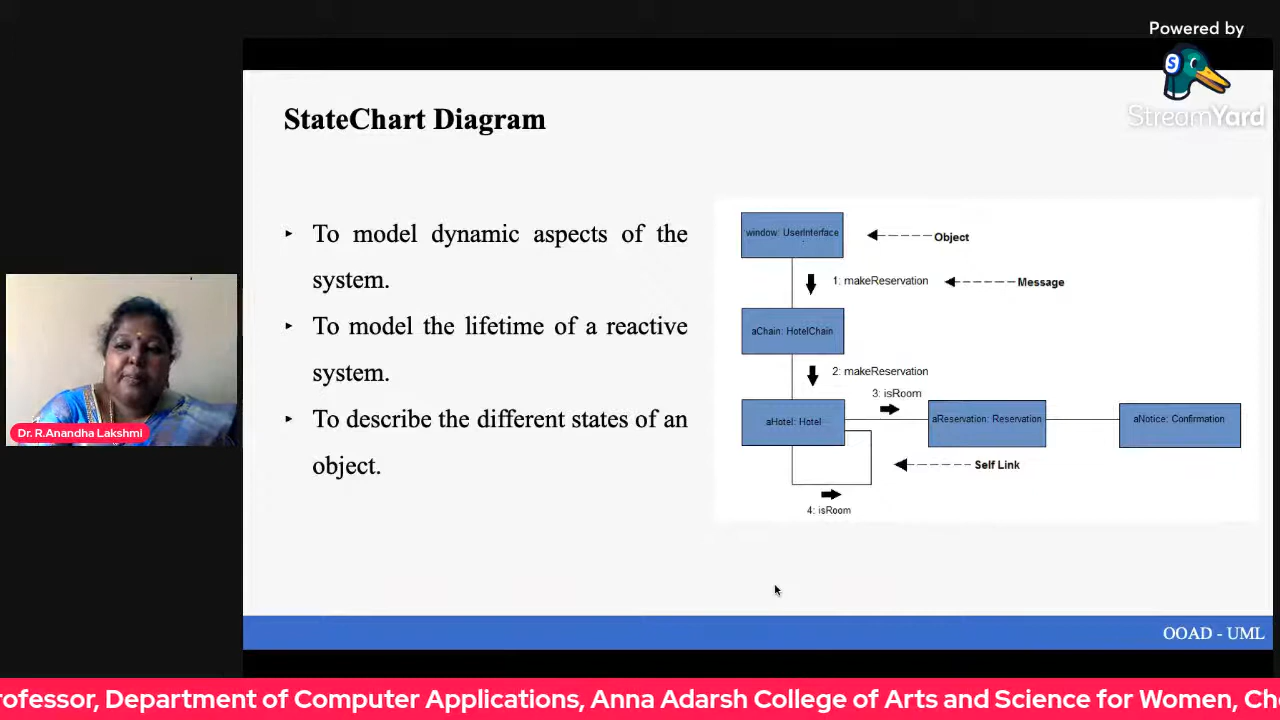 Powered by
StreamYard
StateChart Diagram
‣ To model dynamic aspects of the
system.
‣ To model the lifetime of a reactive
system.
‣ To describe the different states of an
object.
window: UserInterface
Object
1: makeReservation
Message
aChain: HotelChain
2: makeReservation
3: isRoom
aHotel: Hotel
aReservation: Reservation
aNotice: Confirmation
Self Link
4: isRoom
Dr. R.Anandha Lakshmi
OOAD - UML
rofessor, Department of Computer Applications, Anna Adarsh College of Arts and Science for Women, Ch